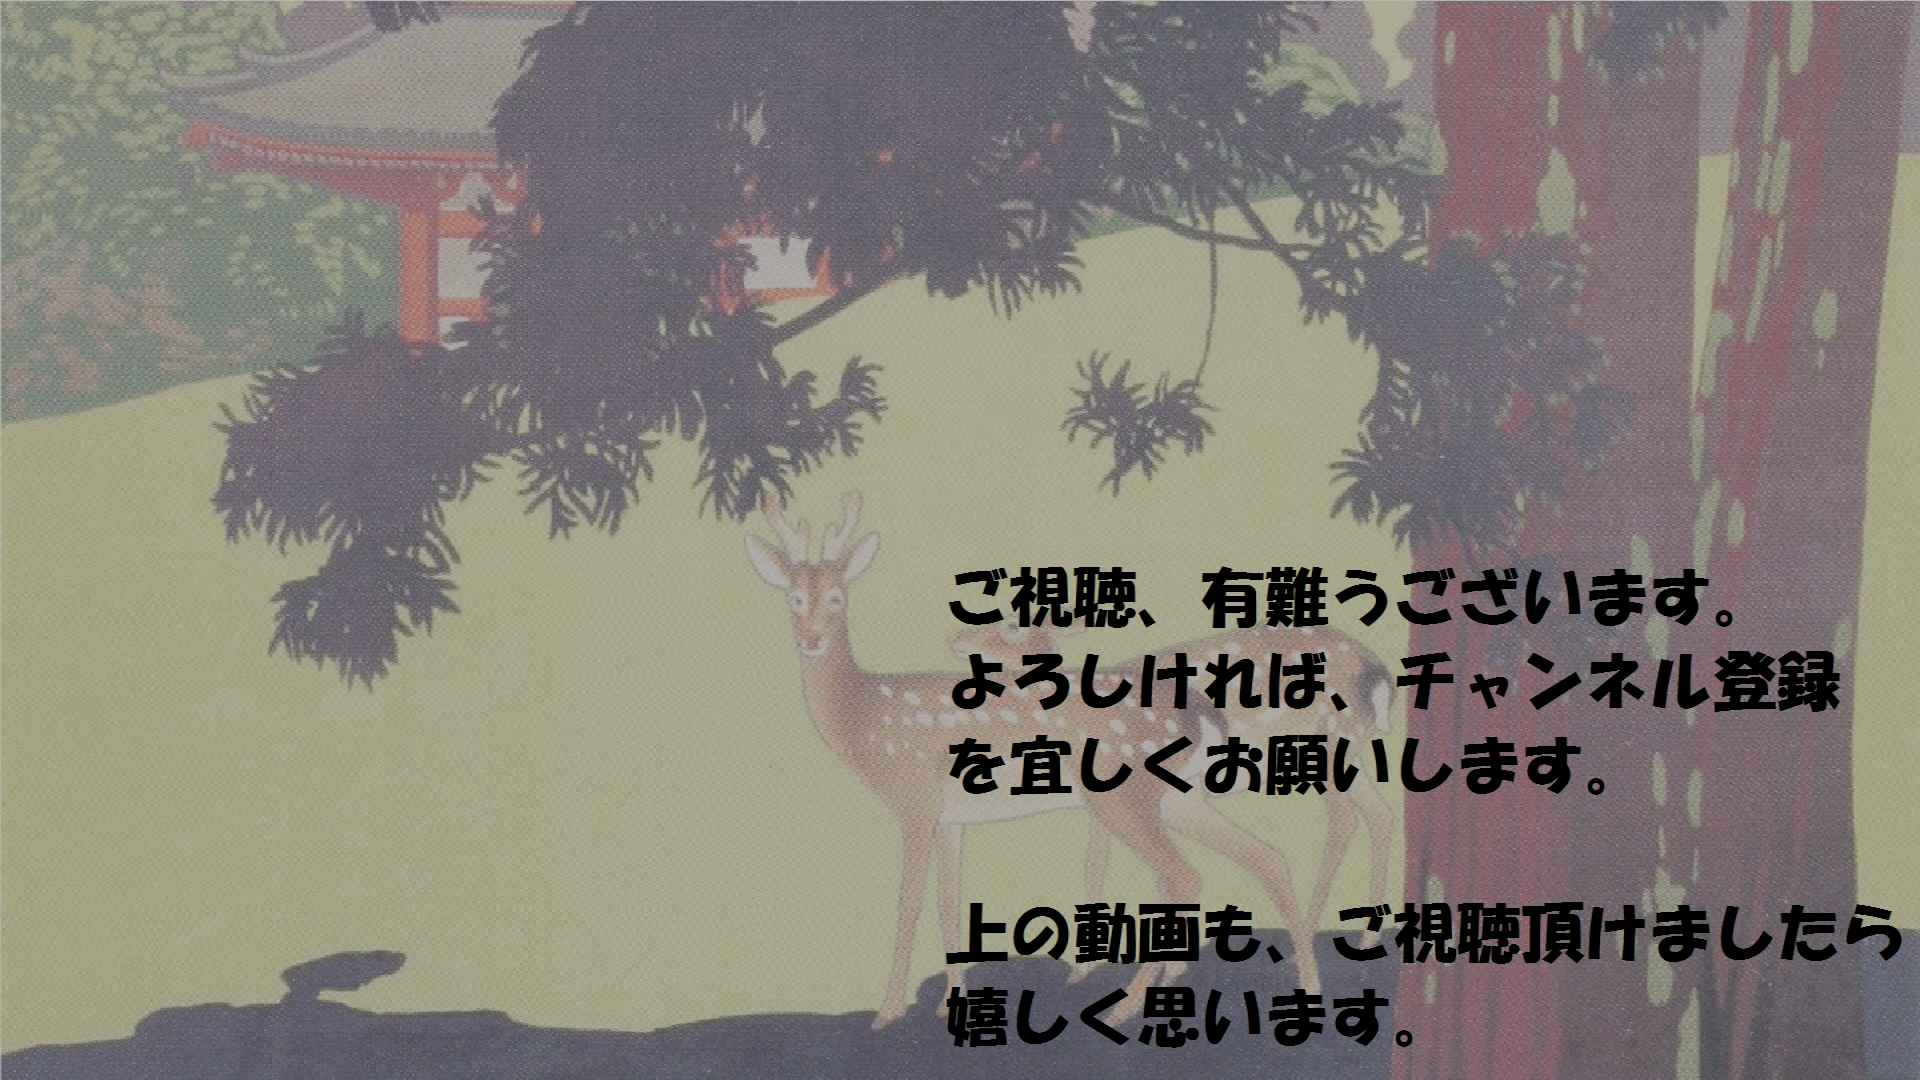 ご視聴、有難うございます。
よろしければ、チャンネル登録
を宜しくお願いします。
上の動画も、ご視聴頂けましたら
嬉しく思います。